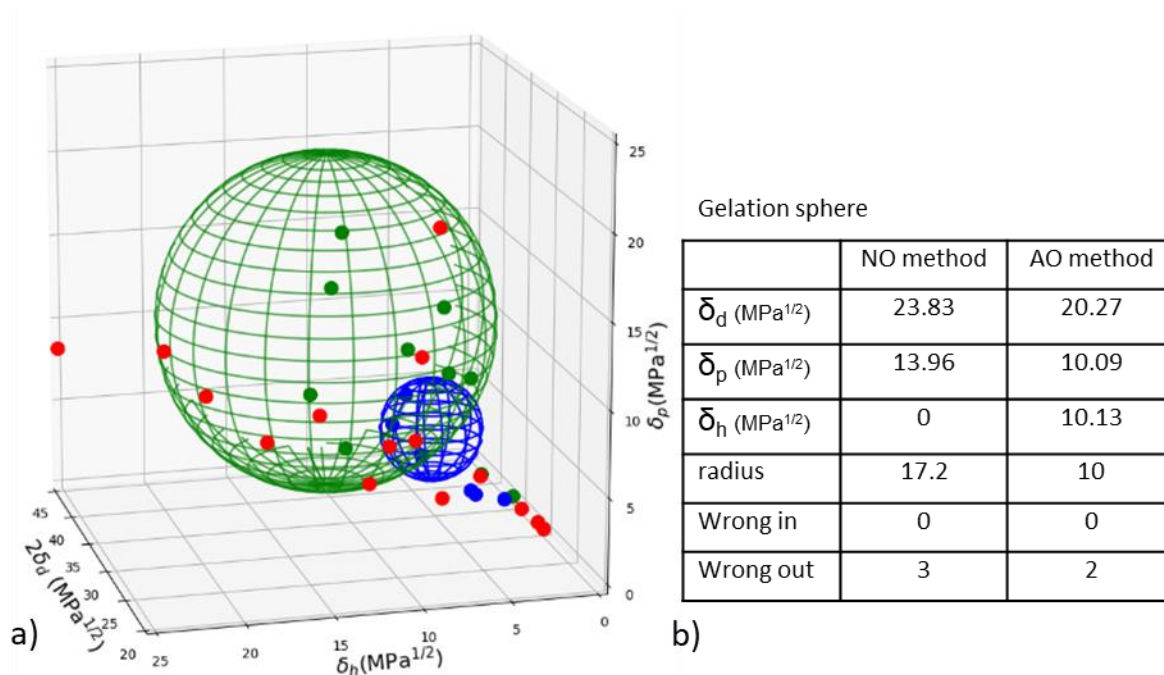 25
20
15
10
5
0
δp(MPa1/2)
45
40
35
30
25
20
2δd (MPa1/2)
25
20
15
10
5
0
δh(MPa1/2)
a)
Gelation sphere
NO method AO method
δd (MPa1/2) 23.83 20.27
δp (MPa1/2) 13.96 10.09
δh (MPa1/2) 0 10.13
radius 17.2 10
Wrong in 0 0
Wrong out 3 2
b)